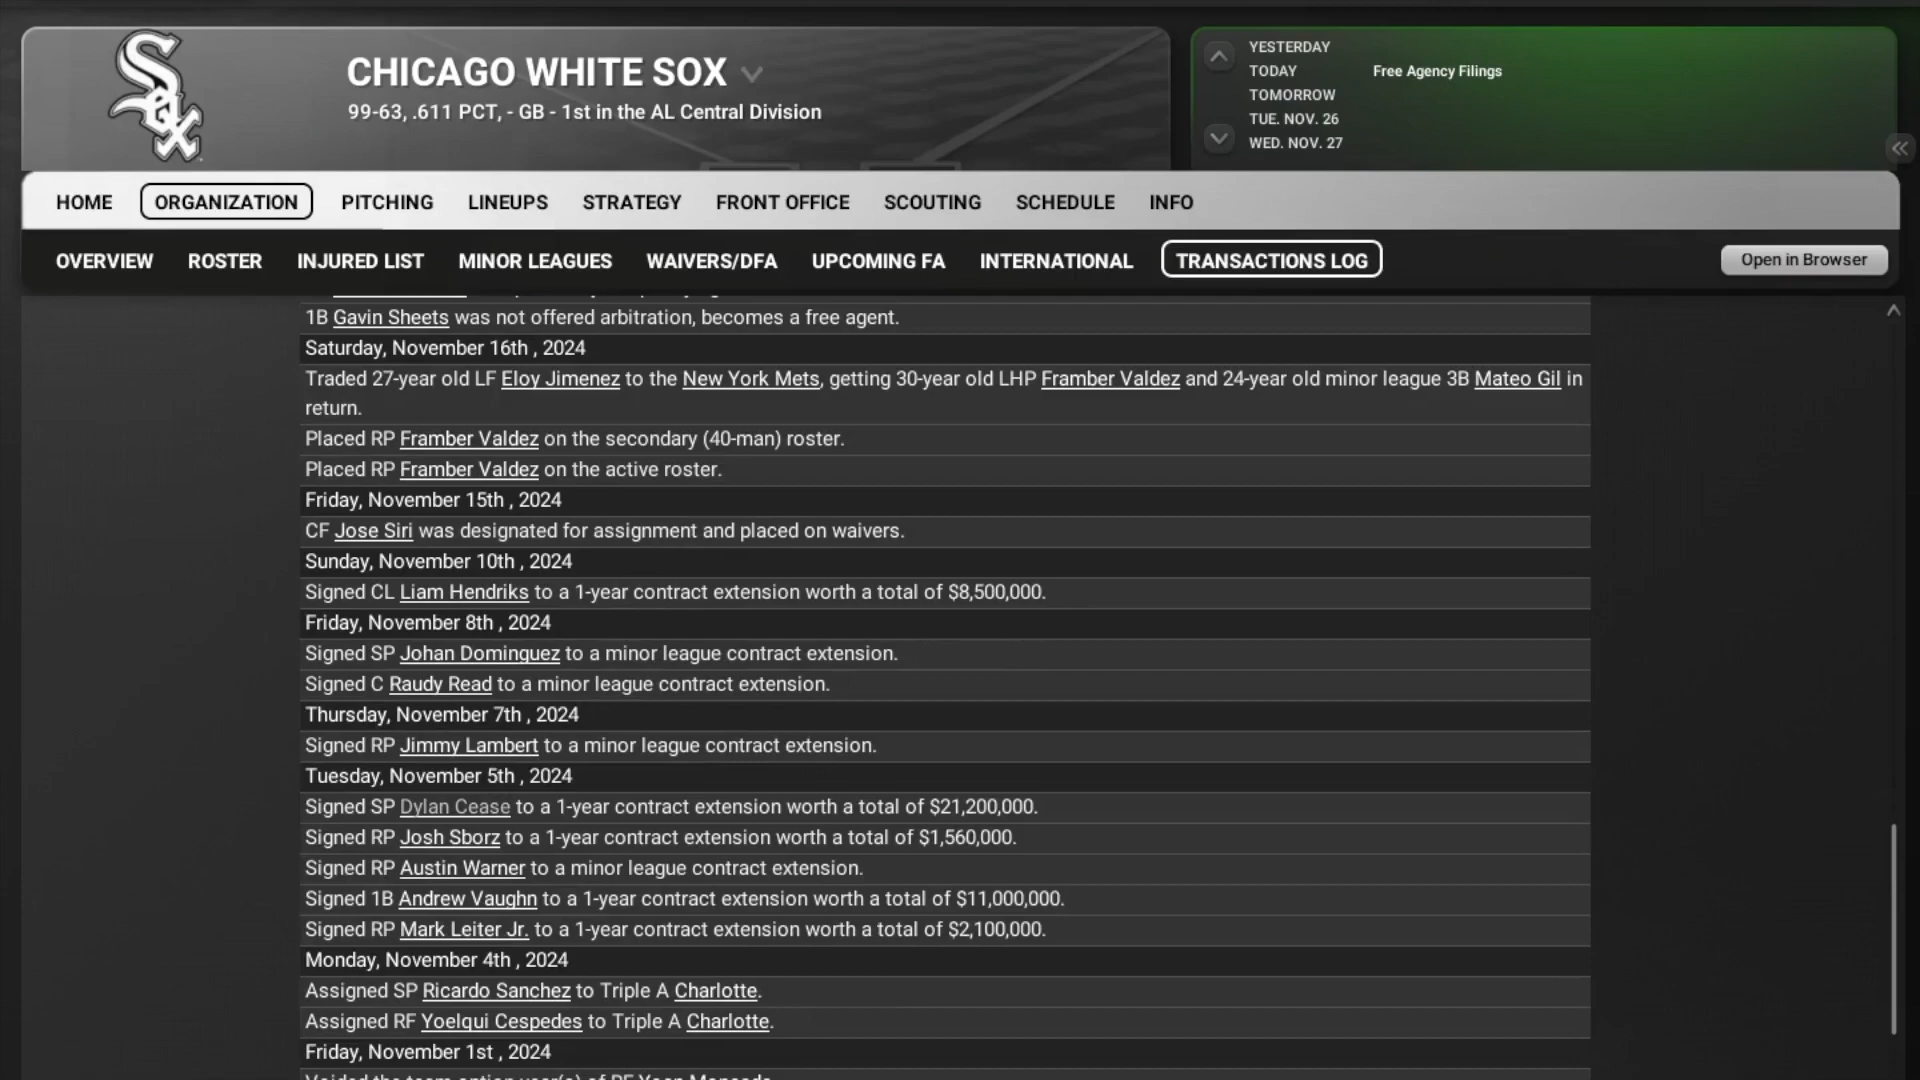 CHICAGO WHITE SOX
99-63, .611 PCT, - GB - 1st in the AL Central Division
YESTERDAY
TODAY Free Agency Filings
TOMORROW
TUE. NOV. 26
WED. NOV. 27
HOME ORGANIZATION PITCHING LINEUPS STRATEGY FRONT OFFICE SCOUTING SCHEDULE INFO
OVERVIEW ROSTER INJURED LIST MINOR LEAGUES WAIVERS/DFA UPCOMING FA INTERNATIONAL TRANSACTIONS LOG Open in Browser
1B Gavin Sheets was not offered arbitration, becomes a free agent.
Saturday, November 16th , 2024
Traded 27-year old LF Eloy Jimenez to the New York Mets, getting 30-year old LHP Framber Valdez and 24-year old minor league 3B Mateo Gil in
return.
Placed RP Framber Valdez on the secondary (40-man) roster.
Placed RP Framber Valdez on the active roster.
Friday, November 15th , 2024
CF Jose Siri was designated for assignment and placed on waivers.
Sunday, November 10th , 2024
Signed CL Liam Hendriks to a 1-year contract extension worth a total of $8,500,000.
Friday, November 8th , 2024
Signed SP Johan Dominguez to a minor league contract extension.
Signed C Raudy Read to a minor league contract extension.
Thursday, November 7th , 2024
Signed RP Jimmy Lambert to a minor league contract extension.
Tuesday, November 5th , 2024
Signed SP Dylan Cease to a 1-year contract extension worth a total of $21,200,000.
Signed RP Josh Sborz to a 1-year contract extension worth a total of $1,560,000.
Signed RP Austin Warner to a minor league contract extension.
Signed 1B Andrew Vaughn to a 1-year contract extension worth a total of $11,000,000.
Signed RP Mark Leiter Jr. to a 1-year contract extension worth a total of $2,100,000.
Monday, November 4th , 2024
Assigned SP Ricardo Sanchez to Triple A Charlotte.
Assigned RF Yoelqui Cespedes to Triple A Charlotte.
Friday, November 1st , 2024